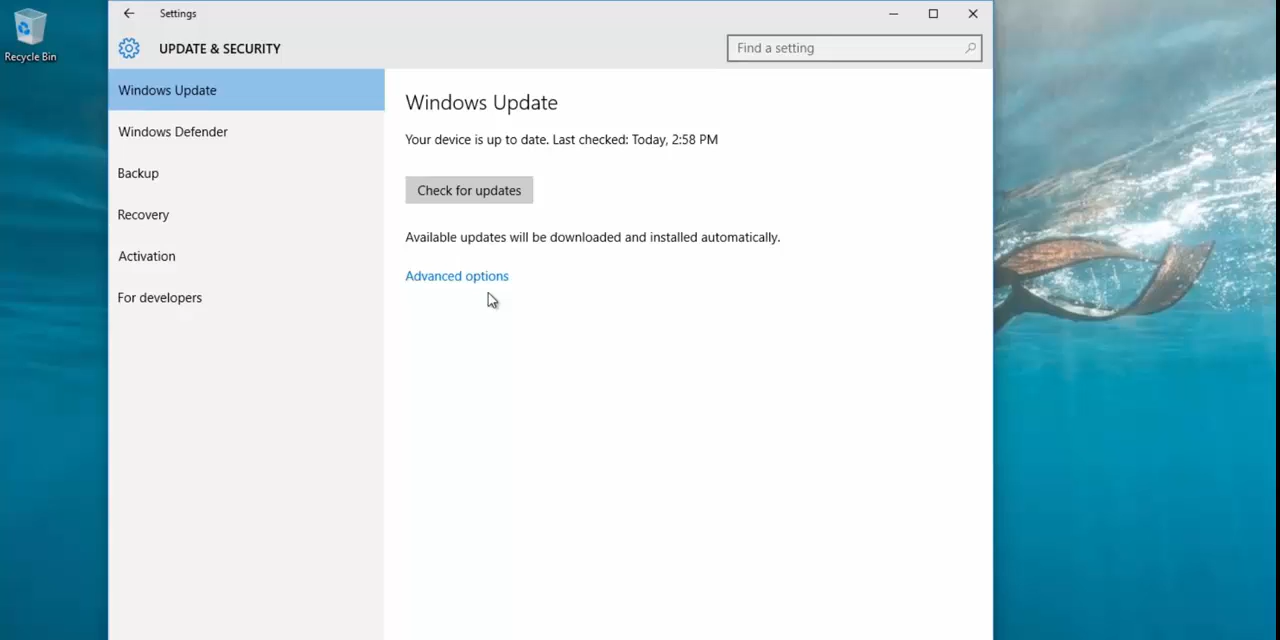 Recycle Bin
Settings
UPDATE & SECURITY
Find a setting
Windows Update
Windows Defender
Backup
Recovery
Activation
For developers
Windows Update
Your device is up to date. Last checked: Today, 2:58 PM
Check for updates
Available updates will be downloaded and installed automatically.
Advanced options